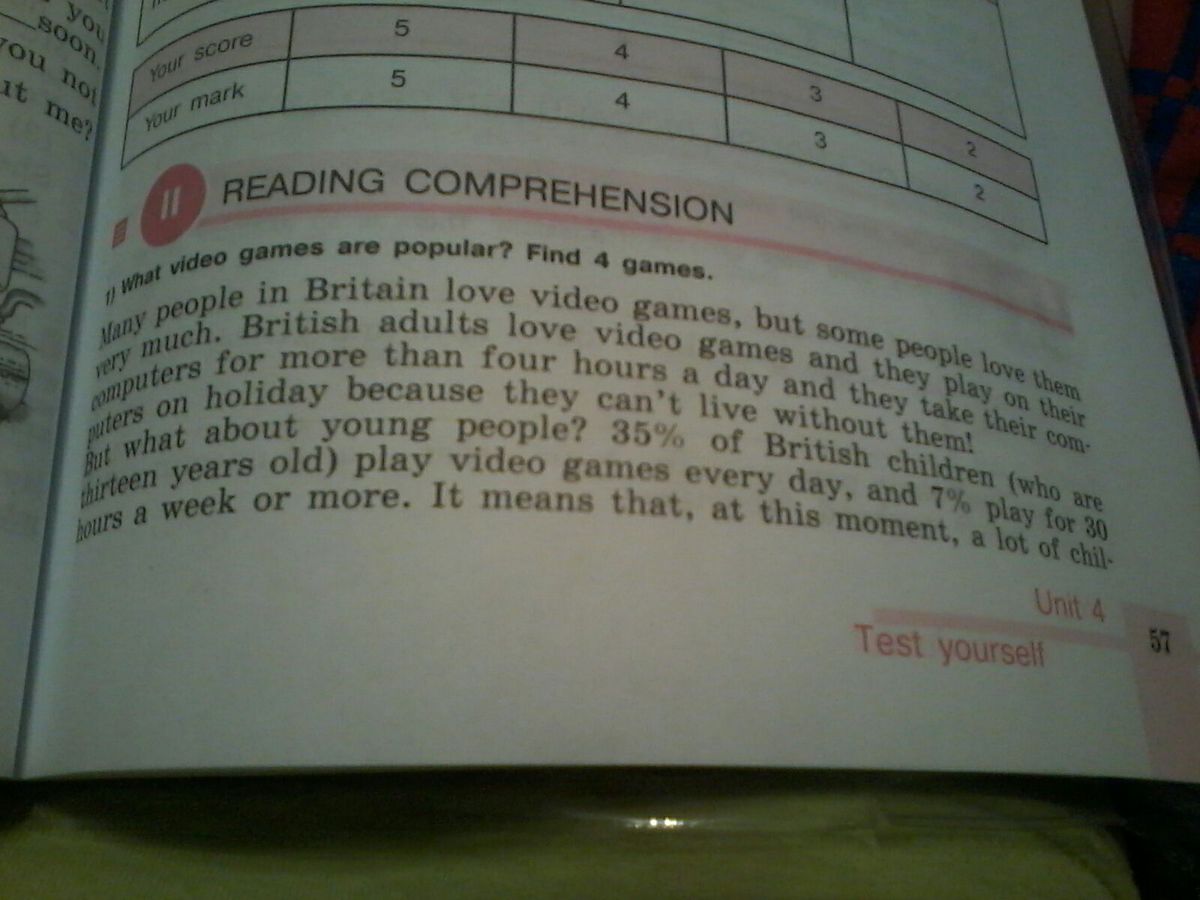 you
soon.
you not
ut me?
Your score 5 4 3 2
Your mark 5 4 3 2
II READING COMPREHENSION
1) What video games are popular? Find 4 games.
Many people in Britain love video games, but some people love them
very much. British adults love video games and they play on their
computers for more than four hours a day and they take their com-
puters on holiday because they can't live without them!
But what about young people? 35% of British children (who are
thirteen years old) play video games every day, and 7% play for 30
hours a week or more. It means that, at this moment, a lot of chil-
Unit 4
Test yourself
57